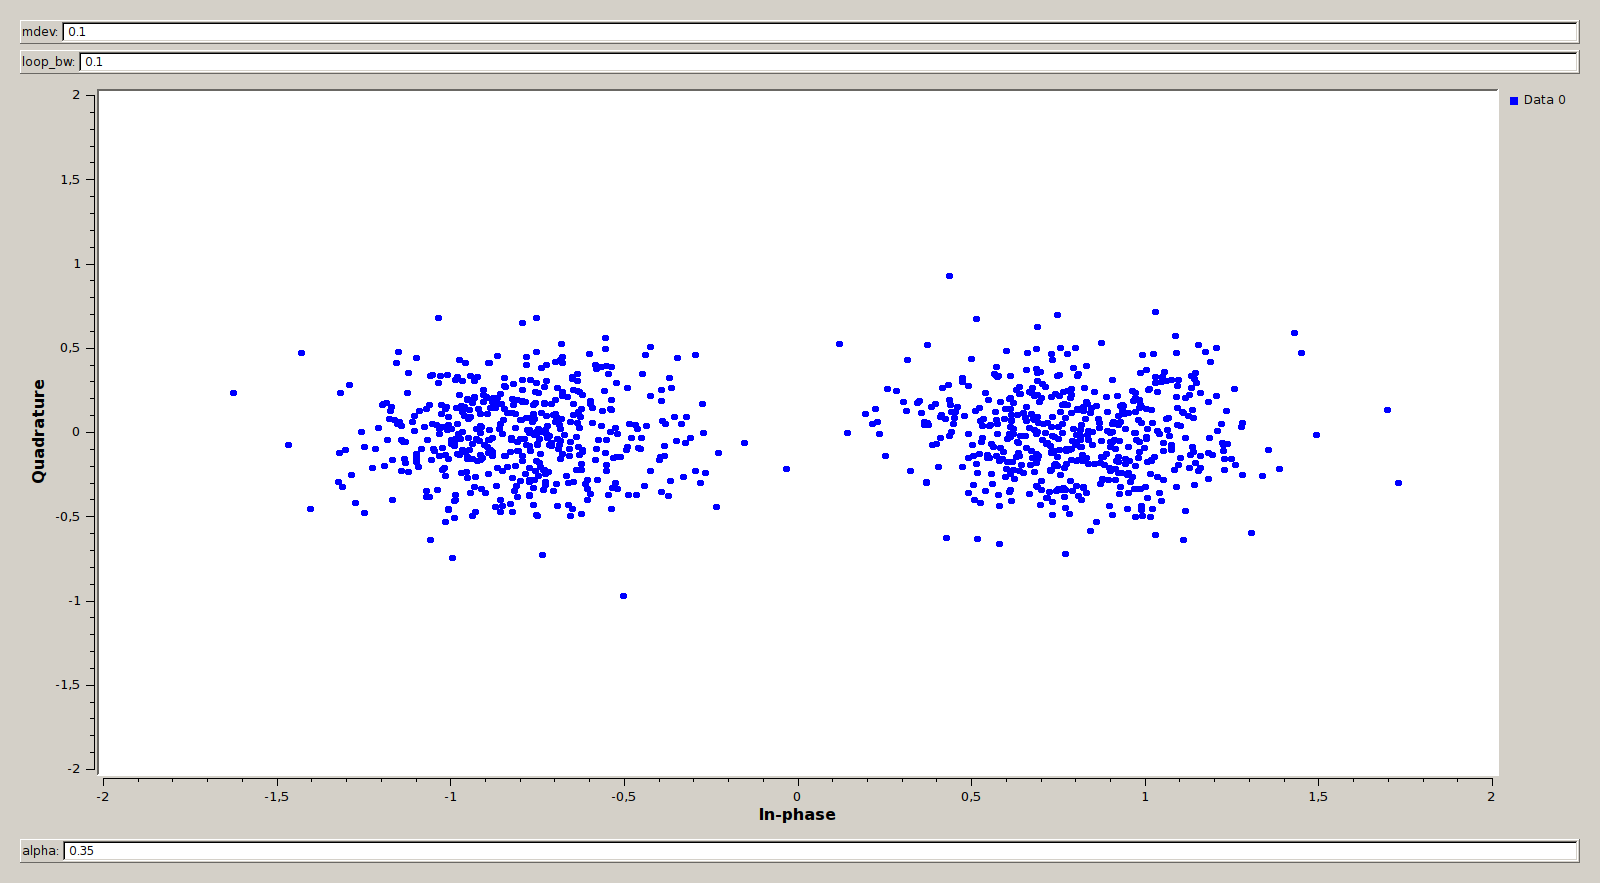 mdev: 0.1
loop_bw: 0.1
Data 0
Quadrature
2
1,5
1
0,5
0
-0,5
-1
-1,5
-2
-2 -1,5 -1 -0,5 0 0,5 1 1,5 2
In-phase
alpha: 0.35